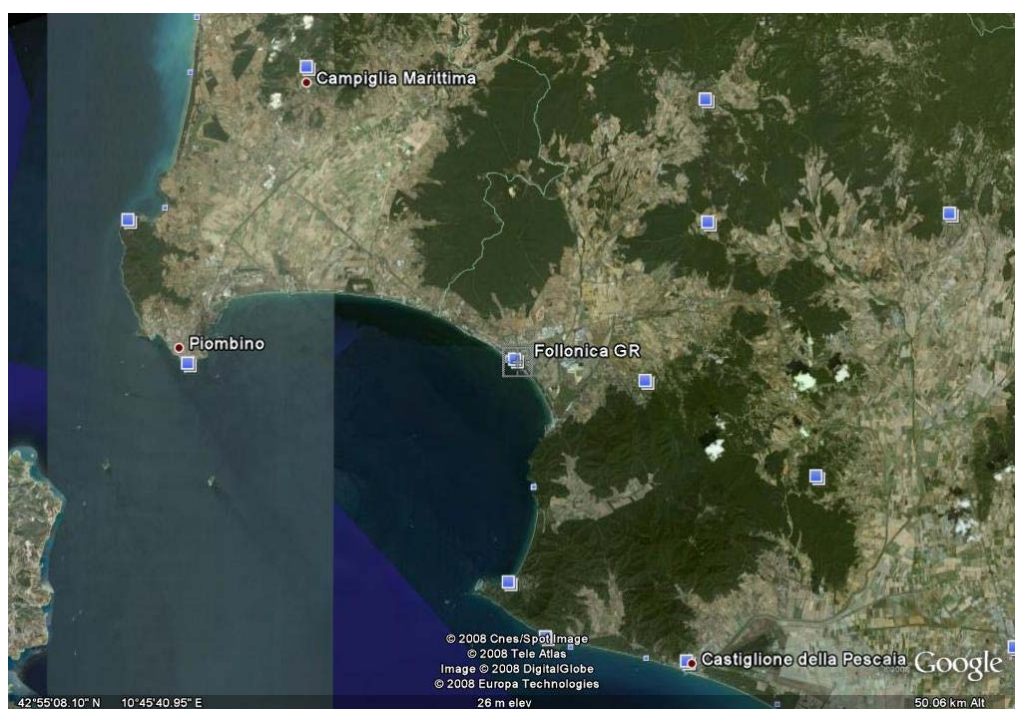 Campiglia Marittima
Piombino
Follonica GR
© 2008 Cnes/Spot Image
© 2008 Tele Atlas
Image © 2008 DigitalGlobe
© 2008 Europa Technologies
Castiglione della Pescaia
Google
42°55'08.10" N 10°45'40.95" E
26 m elev
50.06 km Alt